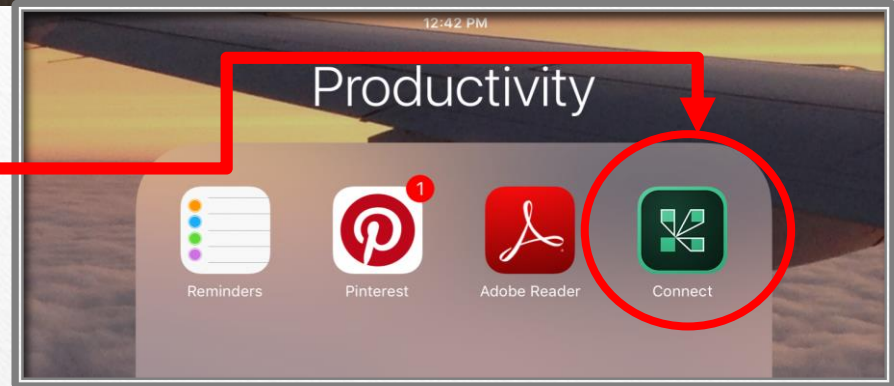 12:42 PM
Productivity
1
Reminders
Pinterest
Adobe Reader
Connect